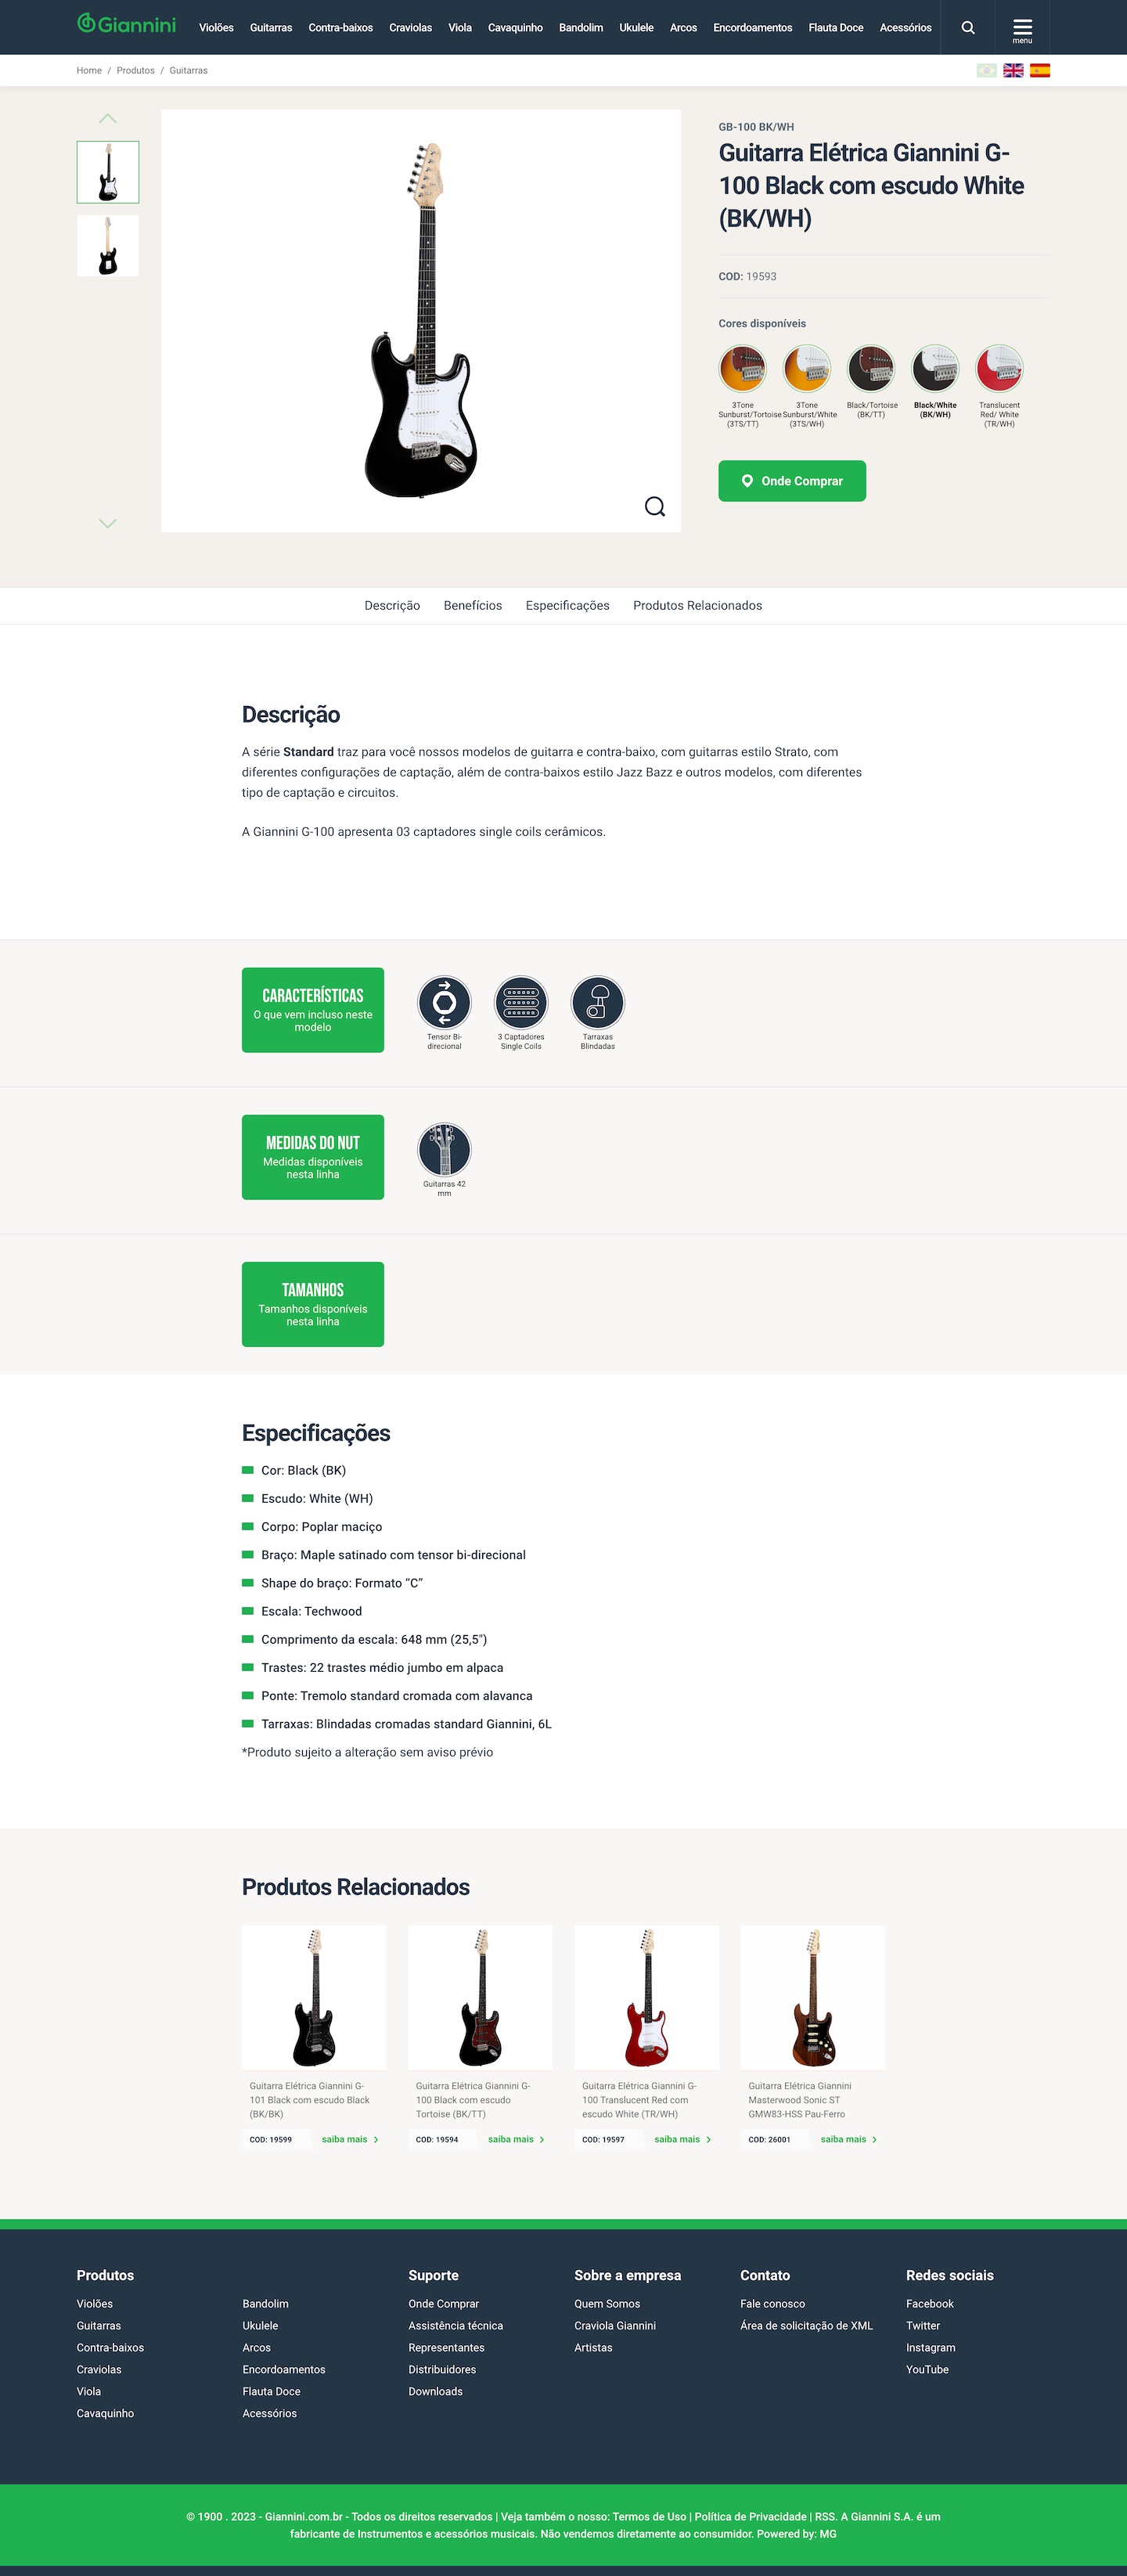 Giannini
Violões Guitarras Contra-baixos Craviolas Viola Cavaquinho Bandolim Ukulele Arcos Encordoamentos Flauta Doce Acessórios
menu
Home / Produtos / Guitarras
GB-100 BK/WH
Guitarra Elétrica Giannini G-
100 Black com escudo White
(BK/WH)
COD: 19593
Cores disponíveis
3Tone
Sunburst/Tortoise
(3TS/TT)
3Tone
Sunburst/White
(3TS/WH)
Black/Tortoise
(BK/TT)
Black/White
(BK/WH)
Translucent
Red/ White
(TR/WH)
Onde Comprar
Descrição Benefícios Especificações Produtos Relacionados
Descrição
A série Standard traz para você nossos modelos de guitarra e contra-baixo, com guitarras estilo Strato, com
diferentes configurações de captação, além de contra-baixos estilo Jazz Bazz e outros modelos, com diferentes
tipo de captação e circuitos.
A Giannini G-100 apresenta 03 captadores single coils cerâmicos.
CARACTERÍSTICAS
O que vem incluso neste
modelo
Tensor Bi-
direcional
3 Captadores
Single Coils
Tarraxas
Blindadas
MEDIDAS DO NUT
Medidas disponíveis
nesta linha
Guitarras 42
mm
TAMANHOS
Tamanhos disponíveis
nesta linha
Especificações
Cor: Black (BK)
Escudo: White (WH)
Corpo: Poplar maciço
Braço: Maple satinado com tensor bi-direcional
Shape do braço: Formato “C”
Escala: Techwood
Comprimento da escala: 648 mm (25,5")
Trastes: 22 trastes médio jumbo em alpaca
Ponte: Tremolo standard cromada com alavanca
Tarraxas: Blindadas cromadas standard Giannini, 6L
*Produto sujeito a alteração sem aviso prévio
Produtos Relacionados
Guitarra Elétrica Giannini G-
101 Black com escudo Black
(BK/BK)
COD: 19599 saiba mais
Guitarra Elétrica Giannini G-
100 Black com escudo
Tortoise (BK/TT)
COD: 19594 saiba mais
Guitarra Elétrica Giannini G-
100 Translucent Red com
escudo White (TR/WH)
COD: 19597 saiba mais
Guitarra Elétrica Giannini
Masterwood Sonic ST
GMW83-HSS Pau-Ferro
COD: 26001 saiba mais
Produtos
Violões
Guitarras
Contra-baixos
Craviolas
Viola
Cavaquinho
Bandolim
Ukulele
Arcos
Encordoamentos
Flauta Doce
Acessórios
Suporte
Onde Comprar
Assistência técnica
Representantes
Distribuidores
Downloads
Sobre a empresa
Quem Somos
Craviola Giannini
Artistas
Contato
Fale conosco
Área de solicitação de XML
Redes sociais
Facebook
Twitter
Instagram
YouTube
© 1900 . 2023 - Giannini.com.br - Todos os direitos reservados | Veja também o nosso: Termos de Uso | Política de Privacidade | RSS. A Giannini S.A. é um
fabricante de Instrumentos e acessórios musicais. Não vendemos diretamente ao consumidor. Powered by: MG